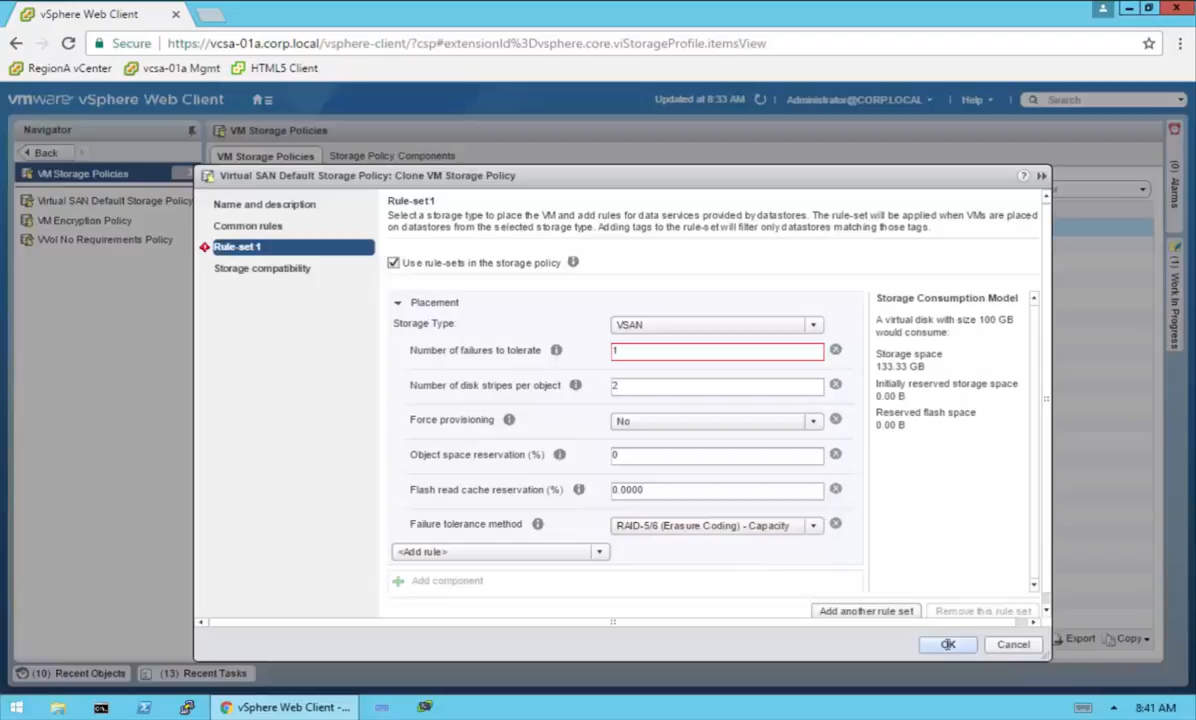 vSphere Web Client
Secure https://vcsa-01a.corp.local/vsphere-client/?csp#extensionId%3Dvsphere.core.viStorageProfile.itemsView
RegionA vCenter vcsa-01a Mgmt HTML5 Client
vmware vSphere Web Client Updated at 8:33 AM Administrator@CORP.LOCAL Help Search
Navigator
Back
VM Storage Policies
Virtual SAN Default Storage Policy
VM Encryption Policy
VVol No Requirements Policy
VM Storage Policies
VM Storage Policies Storage Policy Components
Virtual SAN Default Storage Policy: Clone VM Storage Policy
Name and description
Common rules
Rule-set 1
Storage compatibility
Rule-set 1
Select a storage type to place the VM and add rules for data services provided by datastores. The rule-set will be applied when VMs are placed
on datastores from the selected storage type. Adding tags to the rule-set will filter only datastores matching those tags.
Use rule-sets in the storage policy
Placement
Storage Type: VSAN
Number of failures to tolerate 1
Number of disk stripes per object 2
Force provisioning No
Object space reservation (%) 0
Flash read cache reservation (%) 0.0000
Failure tolerance method RAID-5/6 (Erasure Coding) - Capacity
<Add rule>
Add component
Storage Consumption Model
A virtual disk with size 100 GB
would consume:
Storage space
133.33 GB
Initially reserved storage space
0.00 B
Reserved flash space
0.00 B
Add another rule set Remove this rule set
OK Cancel
Export Copy
(0) Alarms
(1) Work In Progress
(10) Recent Objects (13) Recent Tasks
vSphere Web Client -... 8:41 AM